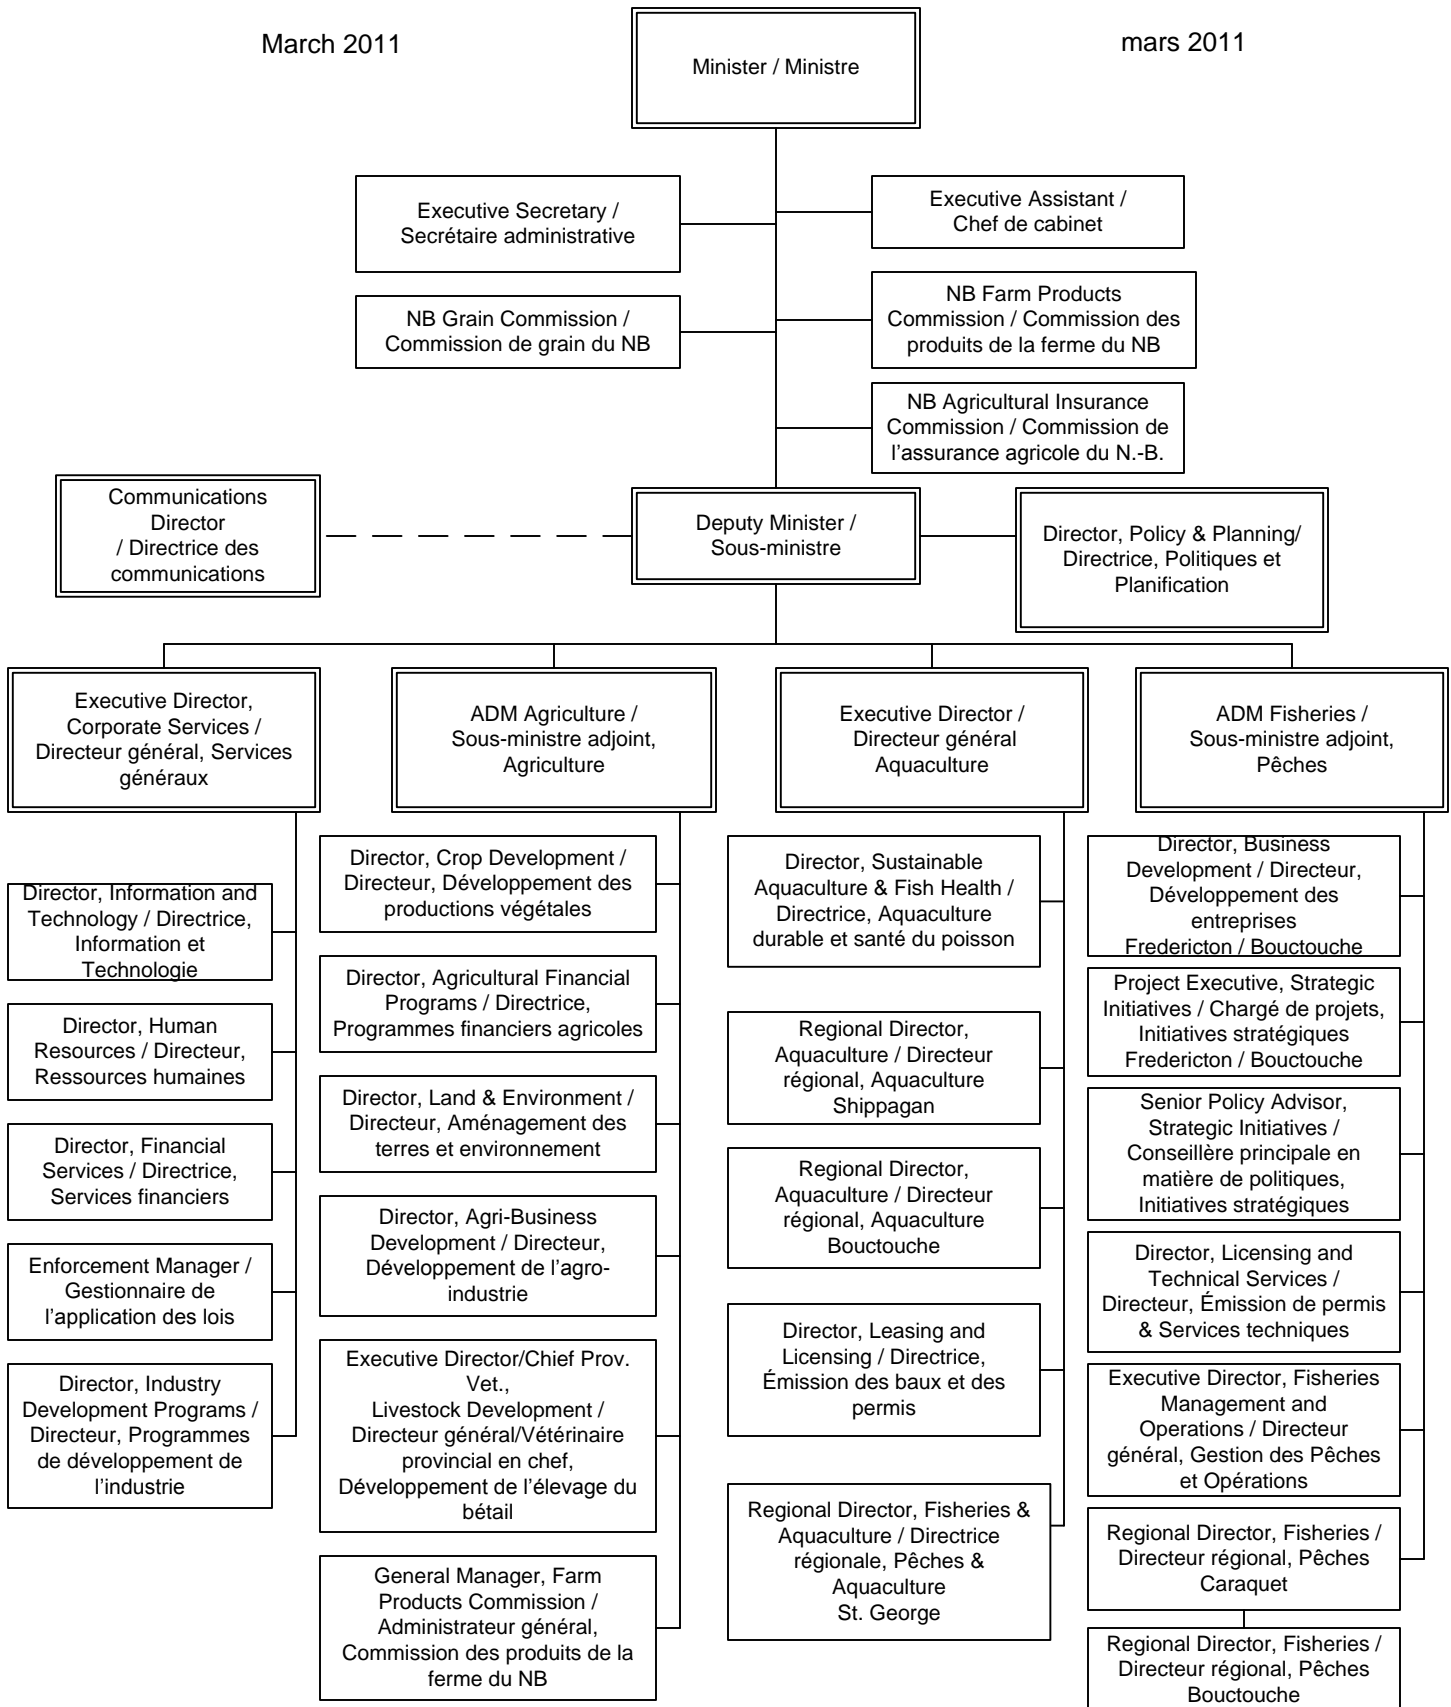 March 2011
mars 2011
Minister / Ministre
Executive Secretary /
Secrétaire administrative
Executive Assistant /
Chef de cabinet
NB Grain Commission /
Commission de grain du NB
NB Farm Products
Commission / Commission des
produits de la ferme du NB
NB Agricultural Insurance
Commission / Commission de
l’assurance agricole du N.-B.
Communications
Director
/ Directrice des
communications
Deputy Minister /
Sous-ministre
Director, Policy & Planning/
Directrice, Politiques et
Planification
Executive Director,
Corporate Services /
Directeur général, Services
généraux
ADM Agriculture /
Sous-ministre adjoint,
Agriculture
Executive Director /
Directeur général
Aquaculture
ADM Fisheries /
Sous-ministre adjoint,
Pêches
Director, Information and
Technology / Directrice,
Information et
Technologie
Director, Human
Resources / Directeur,
Ressources humaines
Director, Financial
Services / Directrice,
Services financiers
Enforcement Manager /
Gestionnaire de
l’application des lois
Director, Industry
Development Programs /
Directeur, Programmes
de développement de
l’industrie
Director, Crop Development /
Directeur, Développement des
productions végétales
Director, Agricultural Financial
Programs / Directrice,
Programmes financiers agricoles
Director, Land & Environment /
Directeur, Aménagement des
terres et environnement
Director, Agri-Business
Development / Directeur,
Développement de l’agro-
industrie
Executive Director/Chief Prov.
Vet.,
Livestock Development /
Directeur général/Vétérinaire
provincial en chef,
Développement de l’élevage du
bétail
General Manager, Farm
Products Commission /
Administrateur général,
Commission des produits de la
ferme du NB
Director, Sustainable
Aquaculture & Fish Health /
Directrice, Aquaculture
durable et santé du poisson
Regional Director,
Aquaculture / Directeur
régional, Aquaculture
Shippagan
Regional Director,
Aquaculture / Directeur
régional, Aquaculture
Bouctouche
Director, Leasing and
Licensing / Directrice,
Émission des baux et des
permis
Regional Director, Fisheries &
Aquaculture / Directrice
régionale, Pêches &
Aquaculture
St. George
Director, Business
Development / Directeur,
Développement des
entreprises
Fredericton / Bouctouche
Project Executive, Strategic
Initiatives / Chargé de projets,
Initiatives stratégiques
Fredericton / Bouctouche
Senior Policy Advisor,
Strategic Initiatives /
Conseillère principale en
matière de politiques,
Initiatives stratégiques
Director, Licensing and
Technical Services /
Directeur, Émission de permis
& Services techniques
Executive Director, Fisheries
Management and
Operations / Directeur
général, Gestion des Pêches
et Opérations
Regional Director, Fisheries /
Directeur régional, Pêches
Caraquet
Regional Director, Fisheries /
Directeur régional, Pêches
Bouctouche